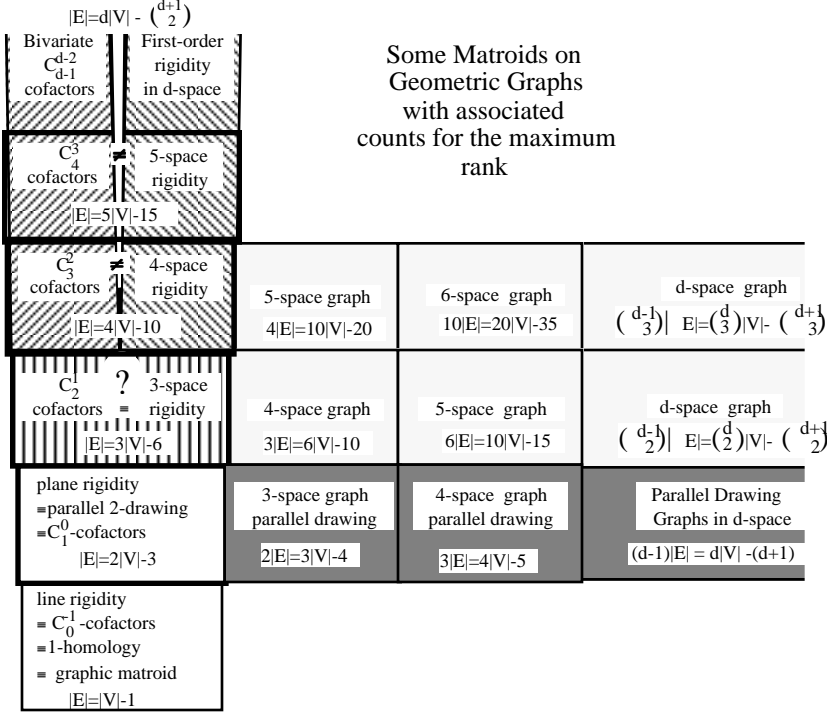 |E|=d|V| - (d+1 2)
Bivariate
C d-2 d-1
cofactors
First-order
rigidity
in d-space
Some Matroids on
Geometric Graphs
with associated
counts for the maximum
rank
C 3 4
cofactors
≠
5-space
rigidity
|E|=5|V|-15
C 2 3
cofactors
≠
4-space
rigidity
|E|=4|V|-10
5-space graph
4|E|=10|V|-20
6-space graph
10|E|=20|V|-35
d-space graph
(d-1 3)| E|=(d 3)|V|- (d+1 3)
C 1 2
cofactors
?
=
3-space
rigidity
|E|=3|V|-6
4-space graph
3|E|=6|V|-10
5-space graph
6|E|=10|V|-15
d-space graph
(d-1 2)| E|=(d 2)|V|- (d+1 2)
plane rigidity
=parallel 2-drawing
=C 0 1-cofactors
|E|=2|V|-3
3-space graph
parallel drawing
2|E|=3|V|-4
4-space graph
parallel drawing
3|E|=4|V|-5
Parallel Drawing
Graphs in d-space
(d-1)|E| = d|V| -(d+1)
line rigidity
= C -1 0 -cofactors
=1-homology
= graphic matroid
|E|=|V|-1